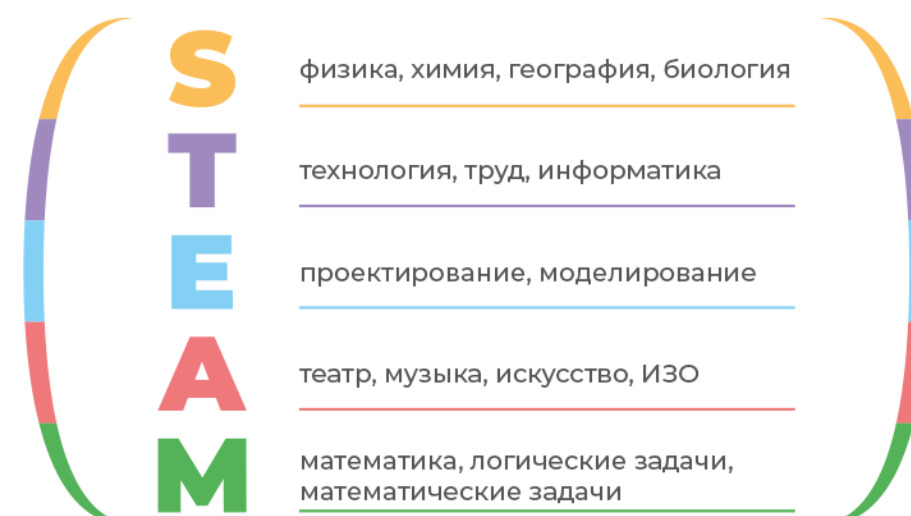 S
физика, химия, география, биология
T
технология, труд, информатика
E
проектирование, моделирование
A
театр, музыка, искусство, ИЗО
M
математика, логические задачи,
математические задачи